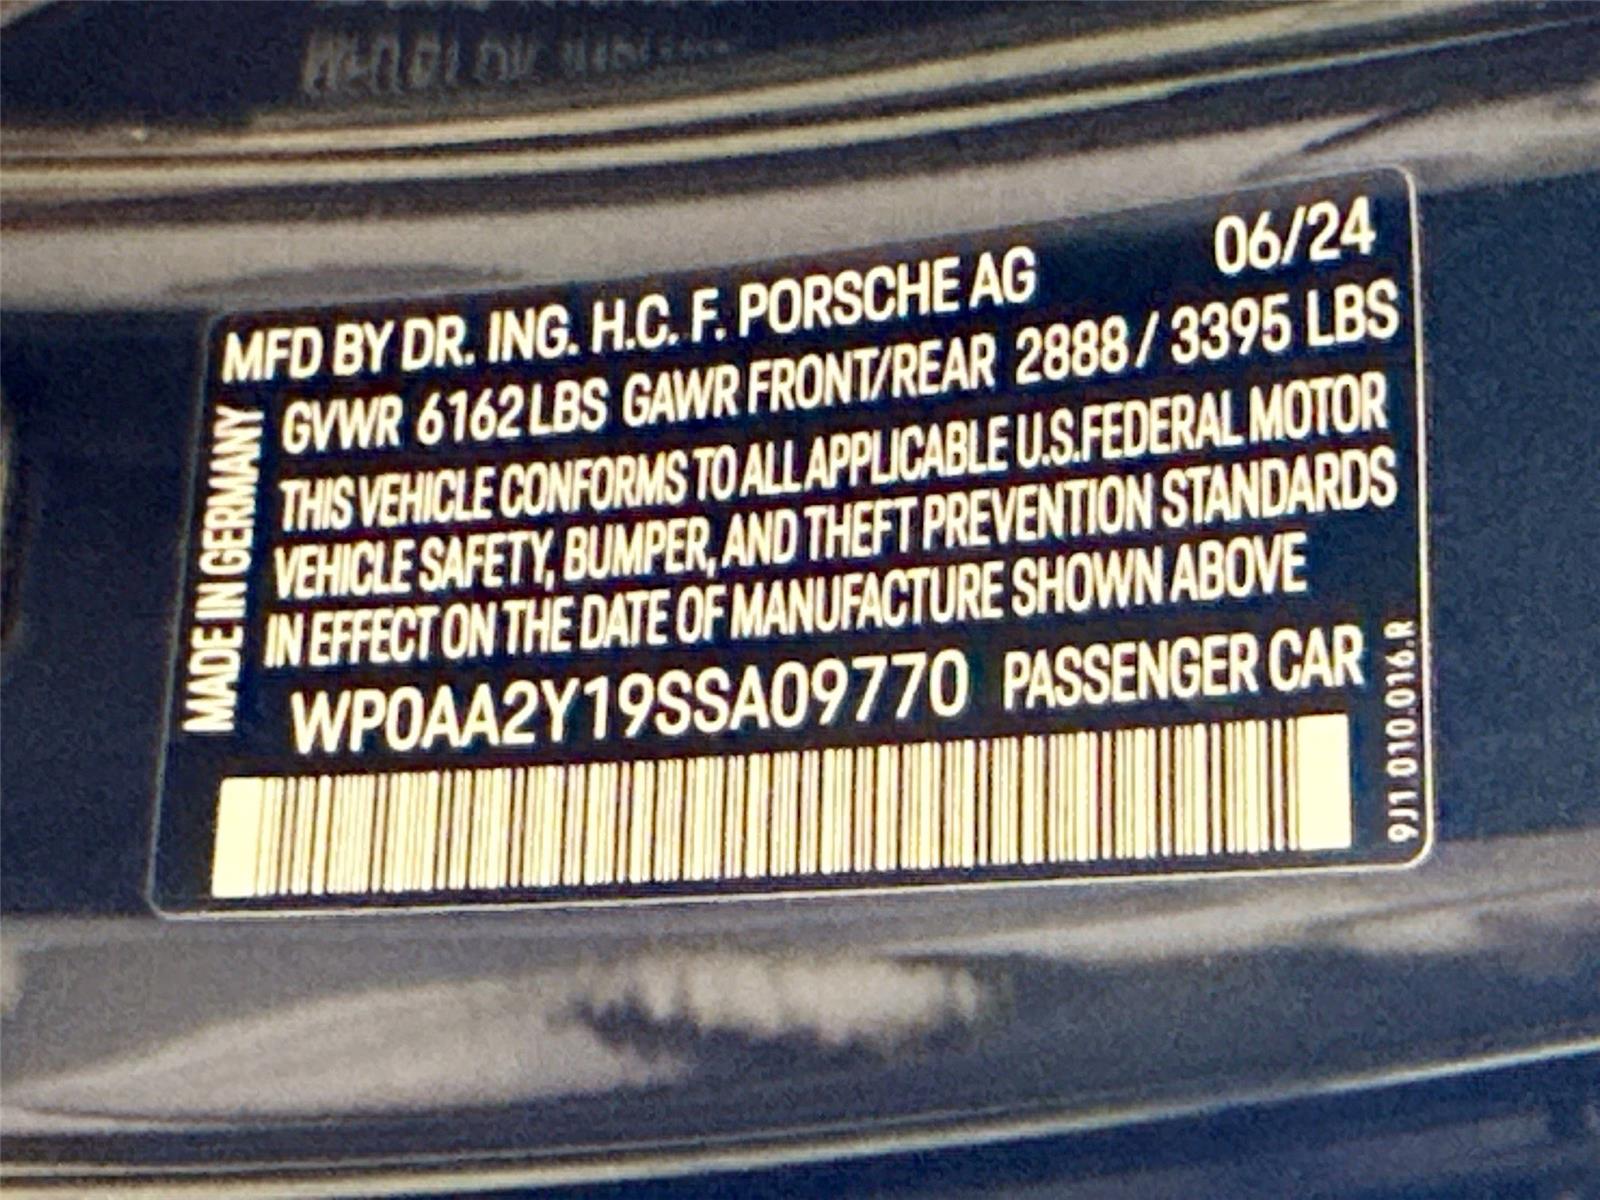 06/24
MFD BY DR. ING. H.C. F. PORSCHE AG
GVWR 6162 LBS GAWR FRONT/REAR 2888 / 3395 LBS
THIS VEHICLE CONFORMS TO ALL APPLICABLE U.S.FEDERAL MOTOR
VEHICLE SAFETY, BUMPER, AND THEFT PREVENTION STANDARDS
IN EFFECT ON THE DATE OF MANUFACTURE SHOWN ABOVE
WP0AA2Y19SSA09770 PASSENGER CAR
MADE IN GERMANY
9J1.010.016.R